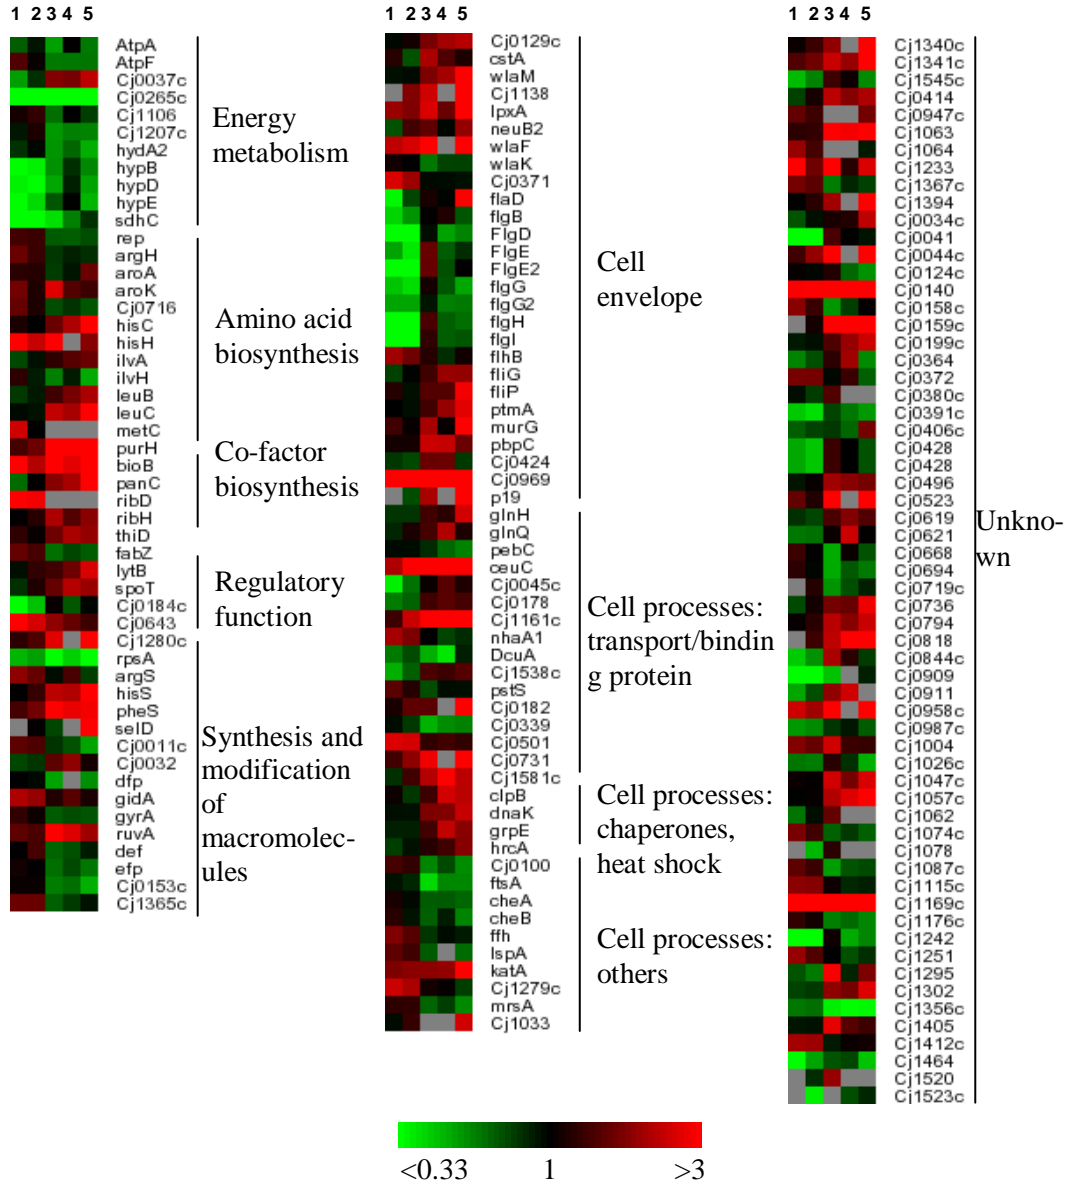 1 2 3 4 5
AtpA
AtpF
Cj0037c
Cj0265c
Cj1106
Cj1207c
hydA2
hypB
hypD
hypE
sdhC
rep
argH
aroA
aroK
Cj0716
hisC
hisH
ilvA
ilvH
leuB
leuC
metC
purH
bioB
panC
ribD
ribH
thiD
fabZ
lytB
spoT
Cj0184c
Cj0643
Cj1280c
rpsA
argS
hisS
pheS
selD
Cj0011c
Cj0032
dfp
gidA
gyrA
ruvA
def
efp
Cj0153c
Cj1365c
Energy
metabolism
Amino acid
biosynthesis
Co-factor
biosynthesis
Regulatory
function
Synthesis and
modification
of
macromolec-
ules
1 2 3 4 5
Cj0129c
cstA
wlaM
Cj1138
lpxA
neuB2
wlaF
wlaK
Cj0371
flaD
flgB
FlgD
FlgE
FlgE2
flgG
flgG2
flgH
flgI
flhB
fliG
fliP
ptmA
murG
pbpC
Cj0424
Cj0969
p19
glnH
glnQ
pebC
ceuC
Cj0045c
Cj0178
Cj1161c
nhaA1
DcuA
Cj1538c
pstS
Cj0182
Cj0339
Cj0501
Cj0731
Cj1581c
clpB
dnaK
grpE
hrcA
Cj0100
ftsA
cheA
cheB
ffh
lspA
katA
Cj1279c
mrsA
Cj1033
Cell
envelope
Cell processes:
transport/bindin
g protein
Cell processes:
chaperones,
heat shock
Cell processes:
others
1 2 3 4 5
Cj1340c
Cj1341c
Cj1545c
Cj0414
Cj0947c
Cj1063
Cj1064
Cj1233
Cj1367c
Cj1394
Cj0034c
Cj0041
Cj0044c
Cj0124c
Cj0140
Cj0158c
Cj0159c
Cj0199c
Cj0364
Cj0372
Cj0380c
Cj0391c
Cj0406c
Cj0428
Cj0428
Cj0496
Cj0523
Cj0619
Cj0621
Cj0668
Cj0694
Cj0719c
Cj0736
Cj0794
Cj0818
Cj0844c
Cj0909
Cj0911
Cj0958c
Cj0987c
Cj1004
Cj1026c
Cj1047c
Cj1057c
Cj1062
Cj1074c
Cj1078
Cj1087c
Cj1115c
Cj1169c
Cj1176c
Cj1242
Cj1251
Cj1295
Cj1302
Cj1356c
Cj1405
Cj1412c
Cj1464
Cj1520
Cj1523c
Unkno-
wn
<0.33 1 >3